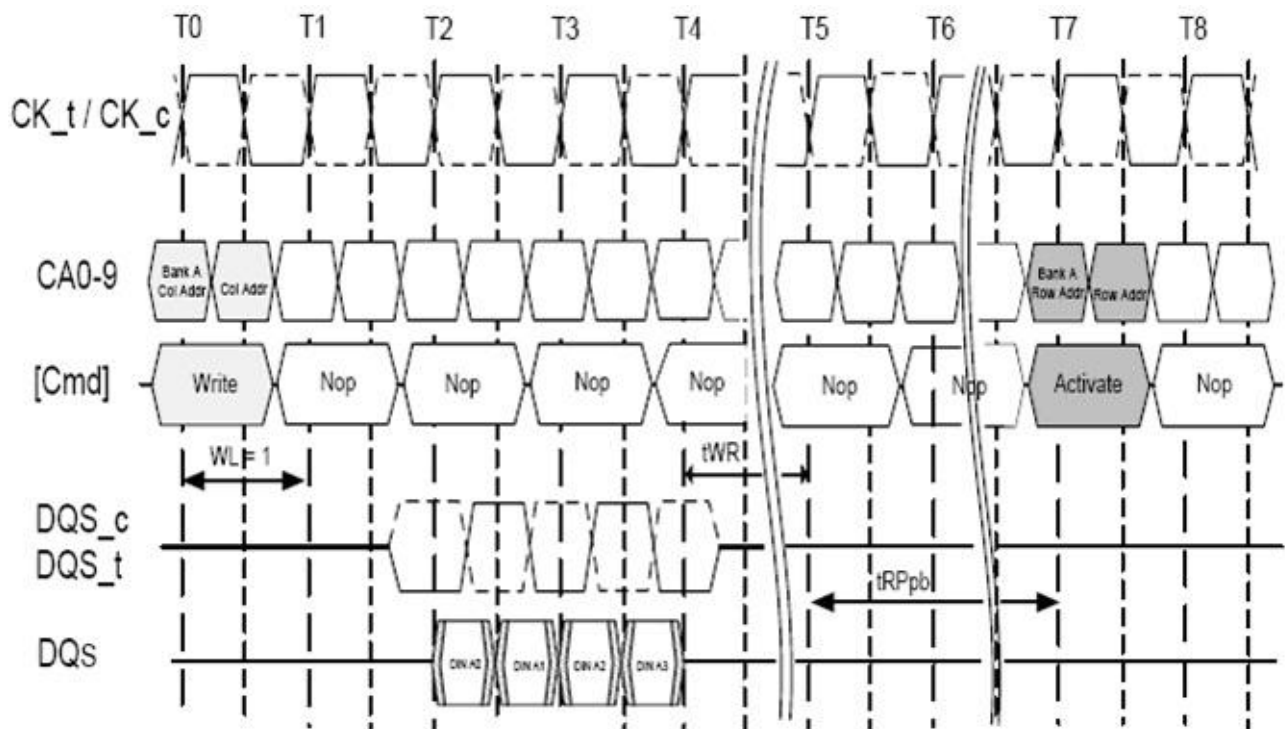 T0 T1 T2 T3 T4 T5 T6 T7 T8
CK_t / CK_c
CA0-9
Bank A
Col Addr
Col Addr
Bank A
Row Addr
Row Addr
[Cmd]
Write Nop Nop Nop Nop Nop Nop Activate Nop
WL = 1
tWR
DQS_c
DQS_t
tRPpb
DQs
DIN A0 DIN A1 DIN A2 DIN A3